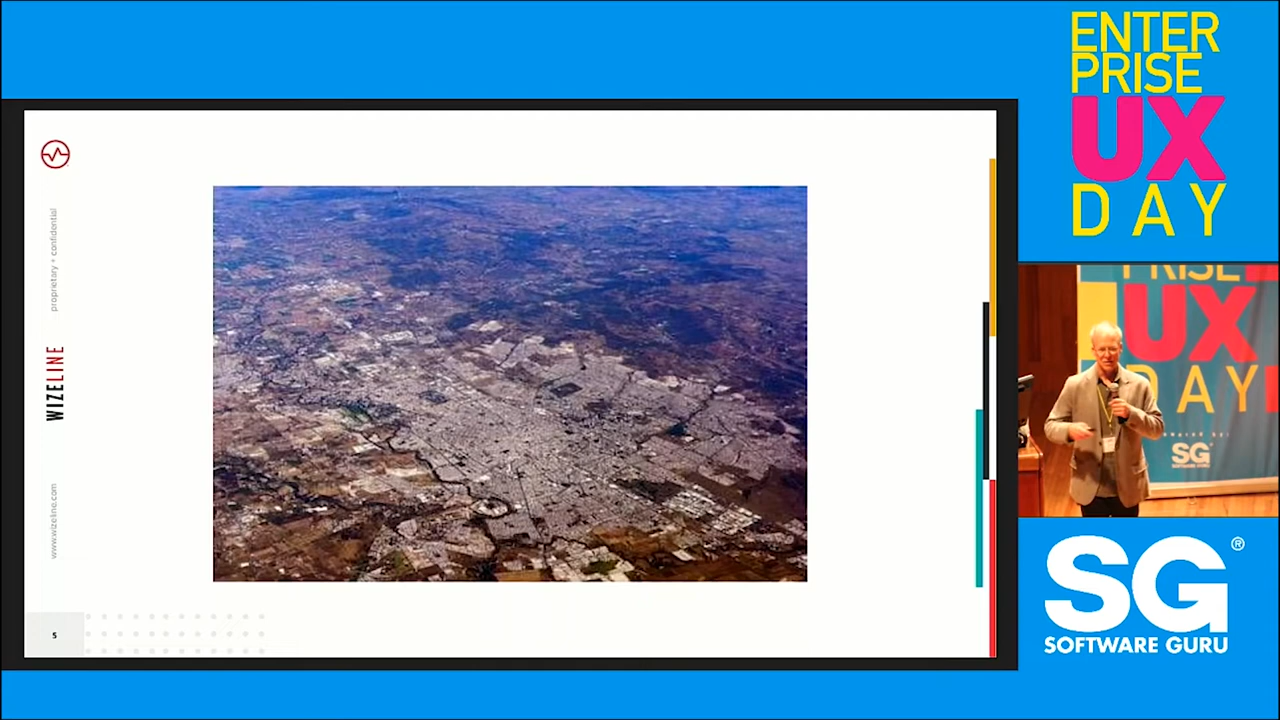 ENTER
PRISE
UX
DAY
proprietary + confidential
WIZELINE
www.wizeline.com
5
PRISE
UX
DAY
SG
SOFTWARE GURU
SG®
SOFTWARE GURU